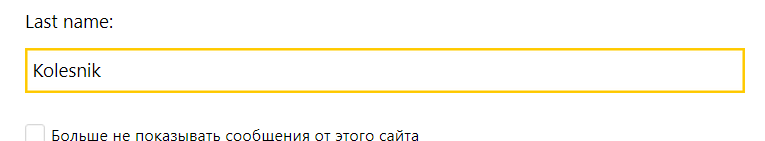 Last name:
Kolesnik
Больше не показывать сообщения от этого сайта